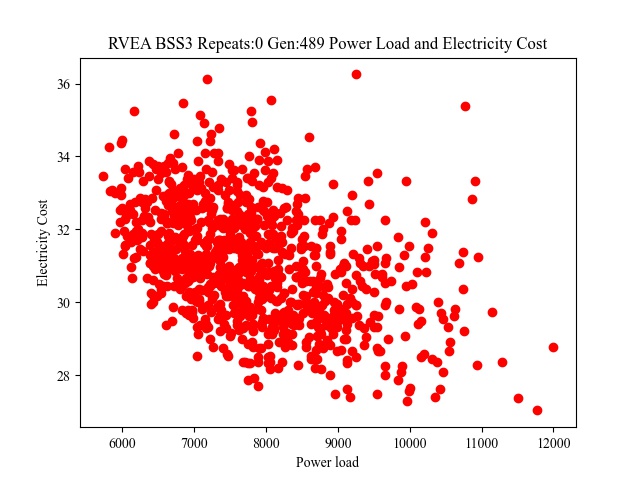 RVEA BSS3 Repeats:0 Gen:489 Power Load and Electricity Cost
36
34
32
30
28
Electricity Cost
6000 7000 8000 9000 10000 11000 12000
Power load